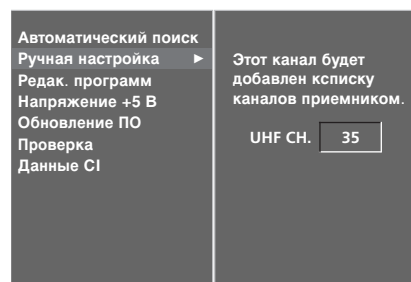 Автоматический поиск
Ручная настройка ►
Редак. программ
Напряжение +5 В
Обновление ПО
Проверка
Данные CI
Этот канал будет
добавлен ксписку
каналов приемником.
UHF CH. 35